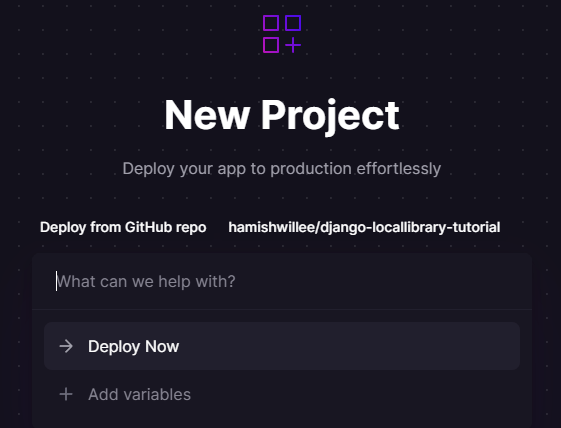 New Project
Deploy your app to production effortlessly
Deploy from GitHub repo hamishwillee/django-locallibrary-tutorial
What can we help with?
Deploy Now
Add variables